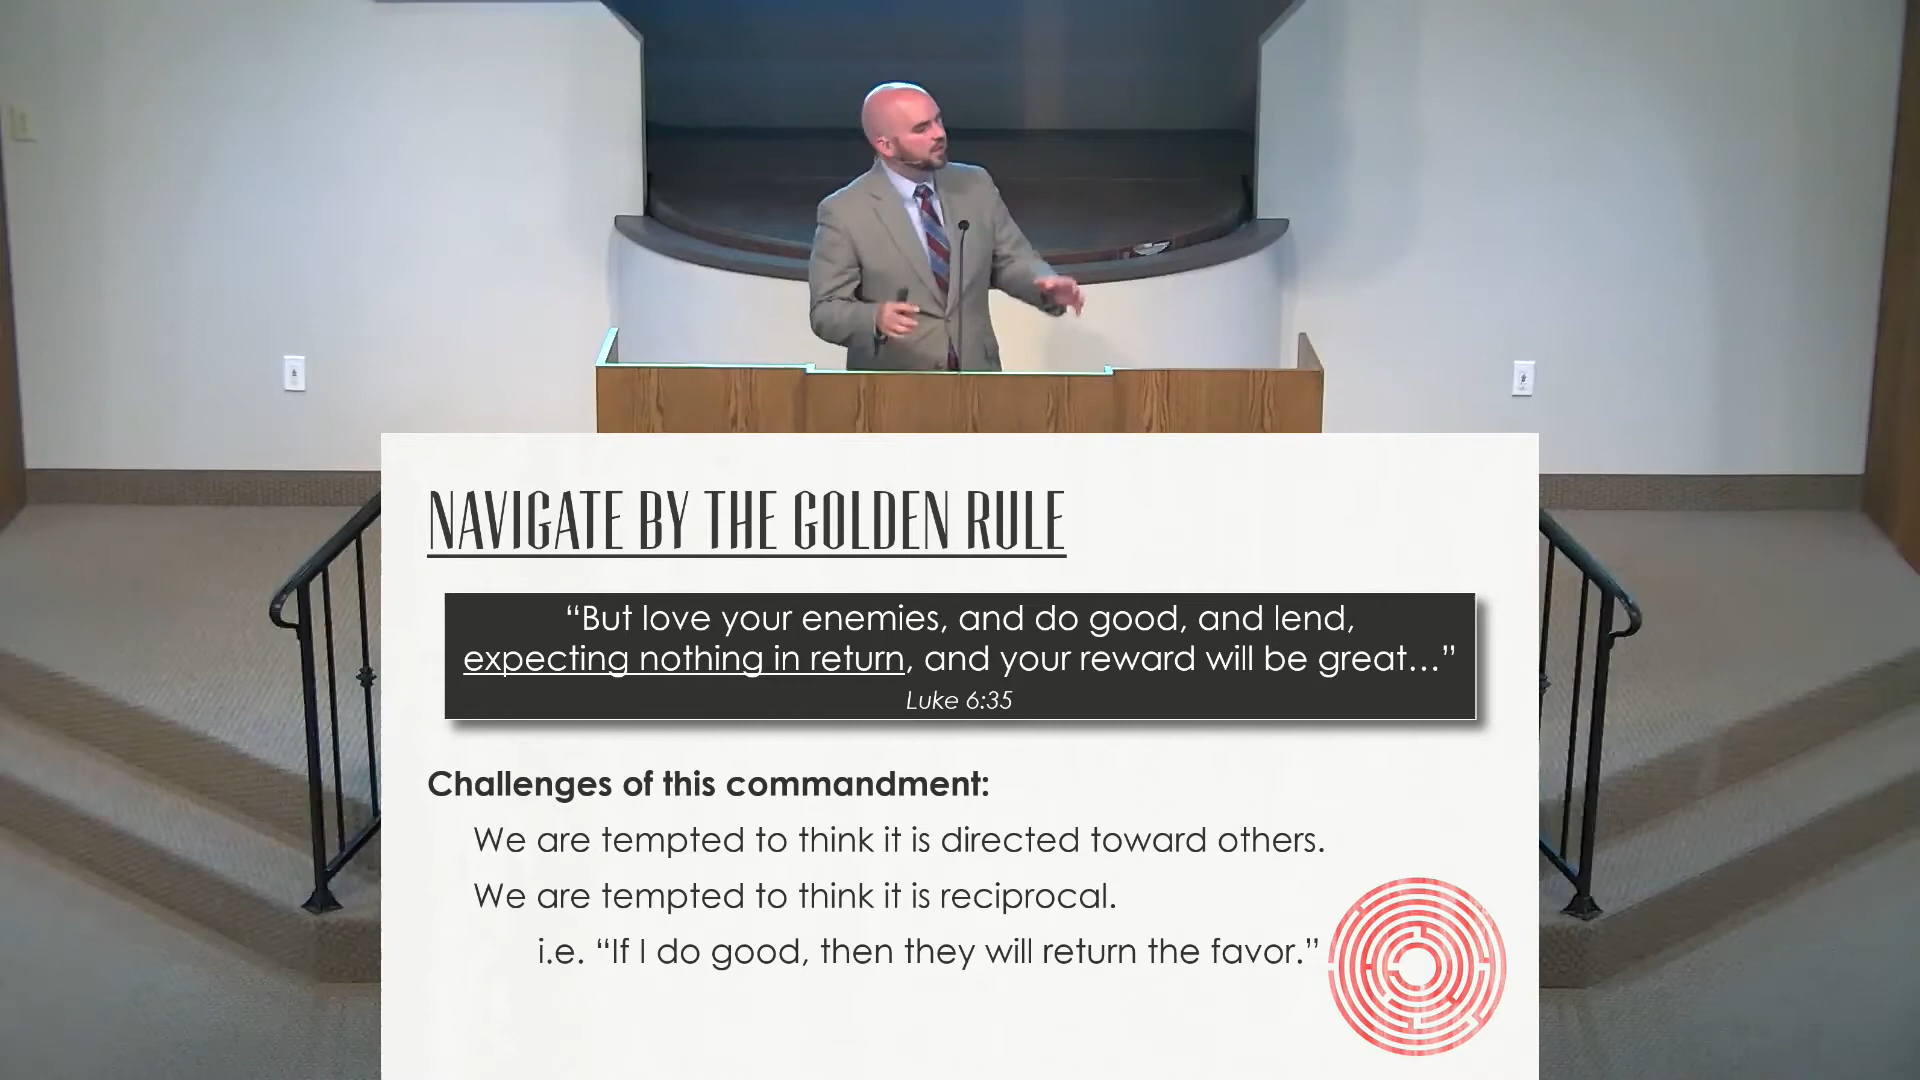 NAVIGATE BY THE GOLDEN RULE
“But love your enemies, and do good, and lend,
expecting nothing in return, and your reward will be great…”
Luke 6:35
Challenges of this commandment:
We are tempted to think it is directed toward others.
We are tempted to think it is reciprocal.
i.e. “If I do good, then they will return the favor.”